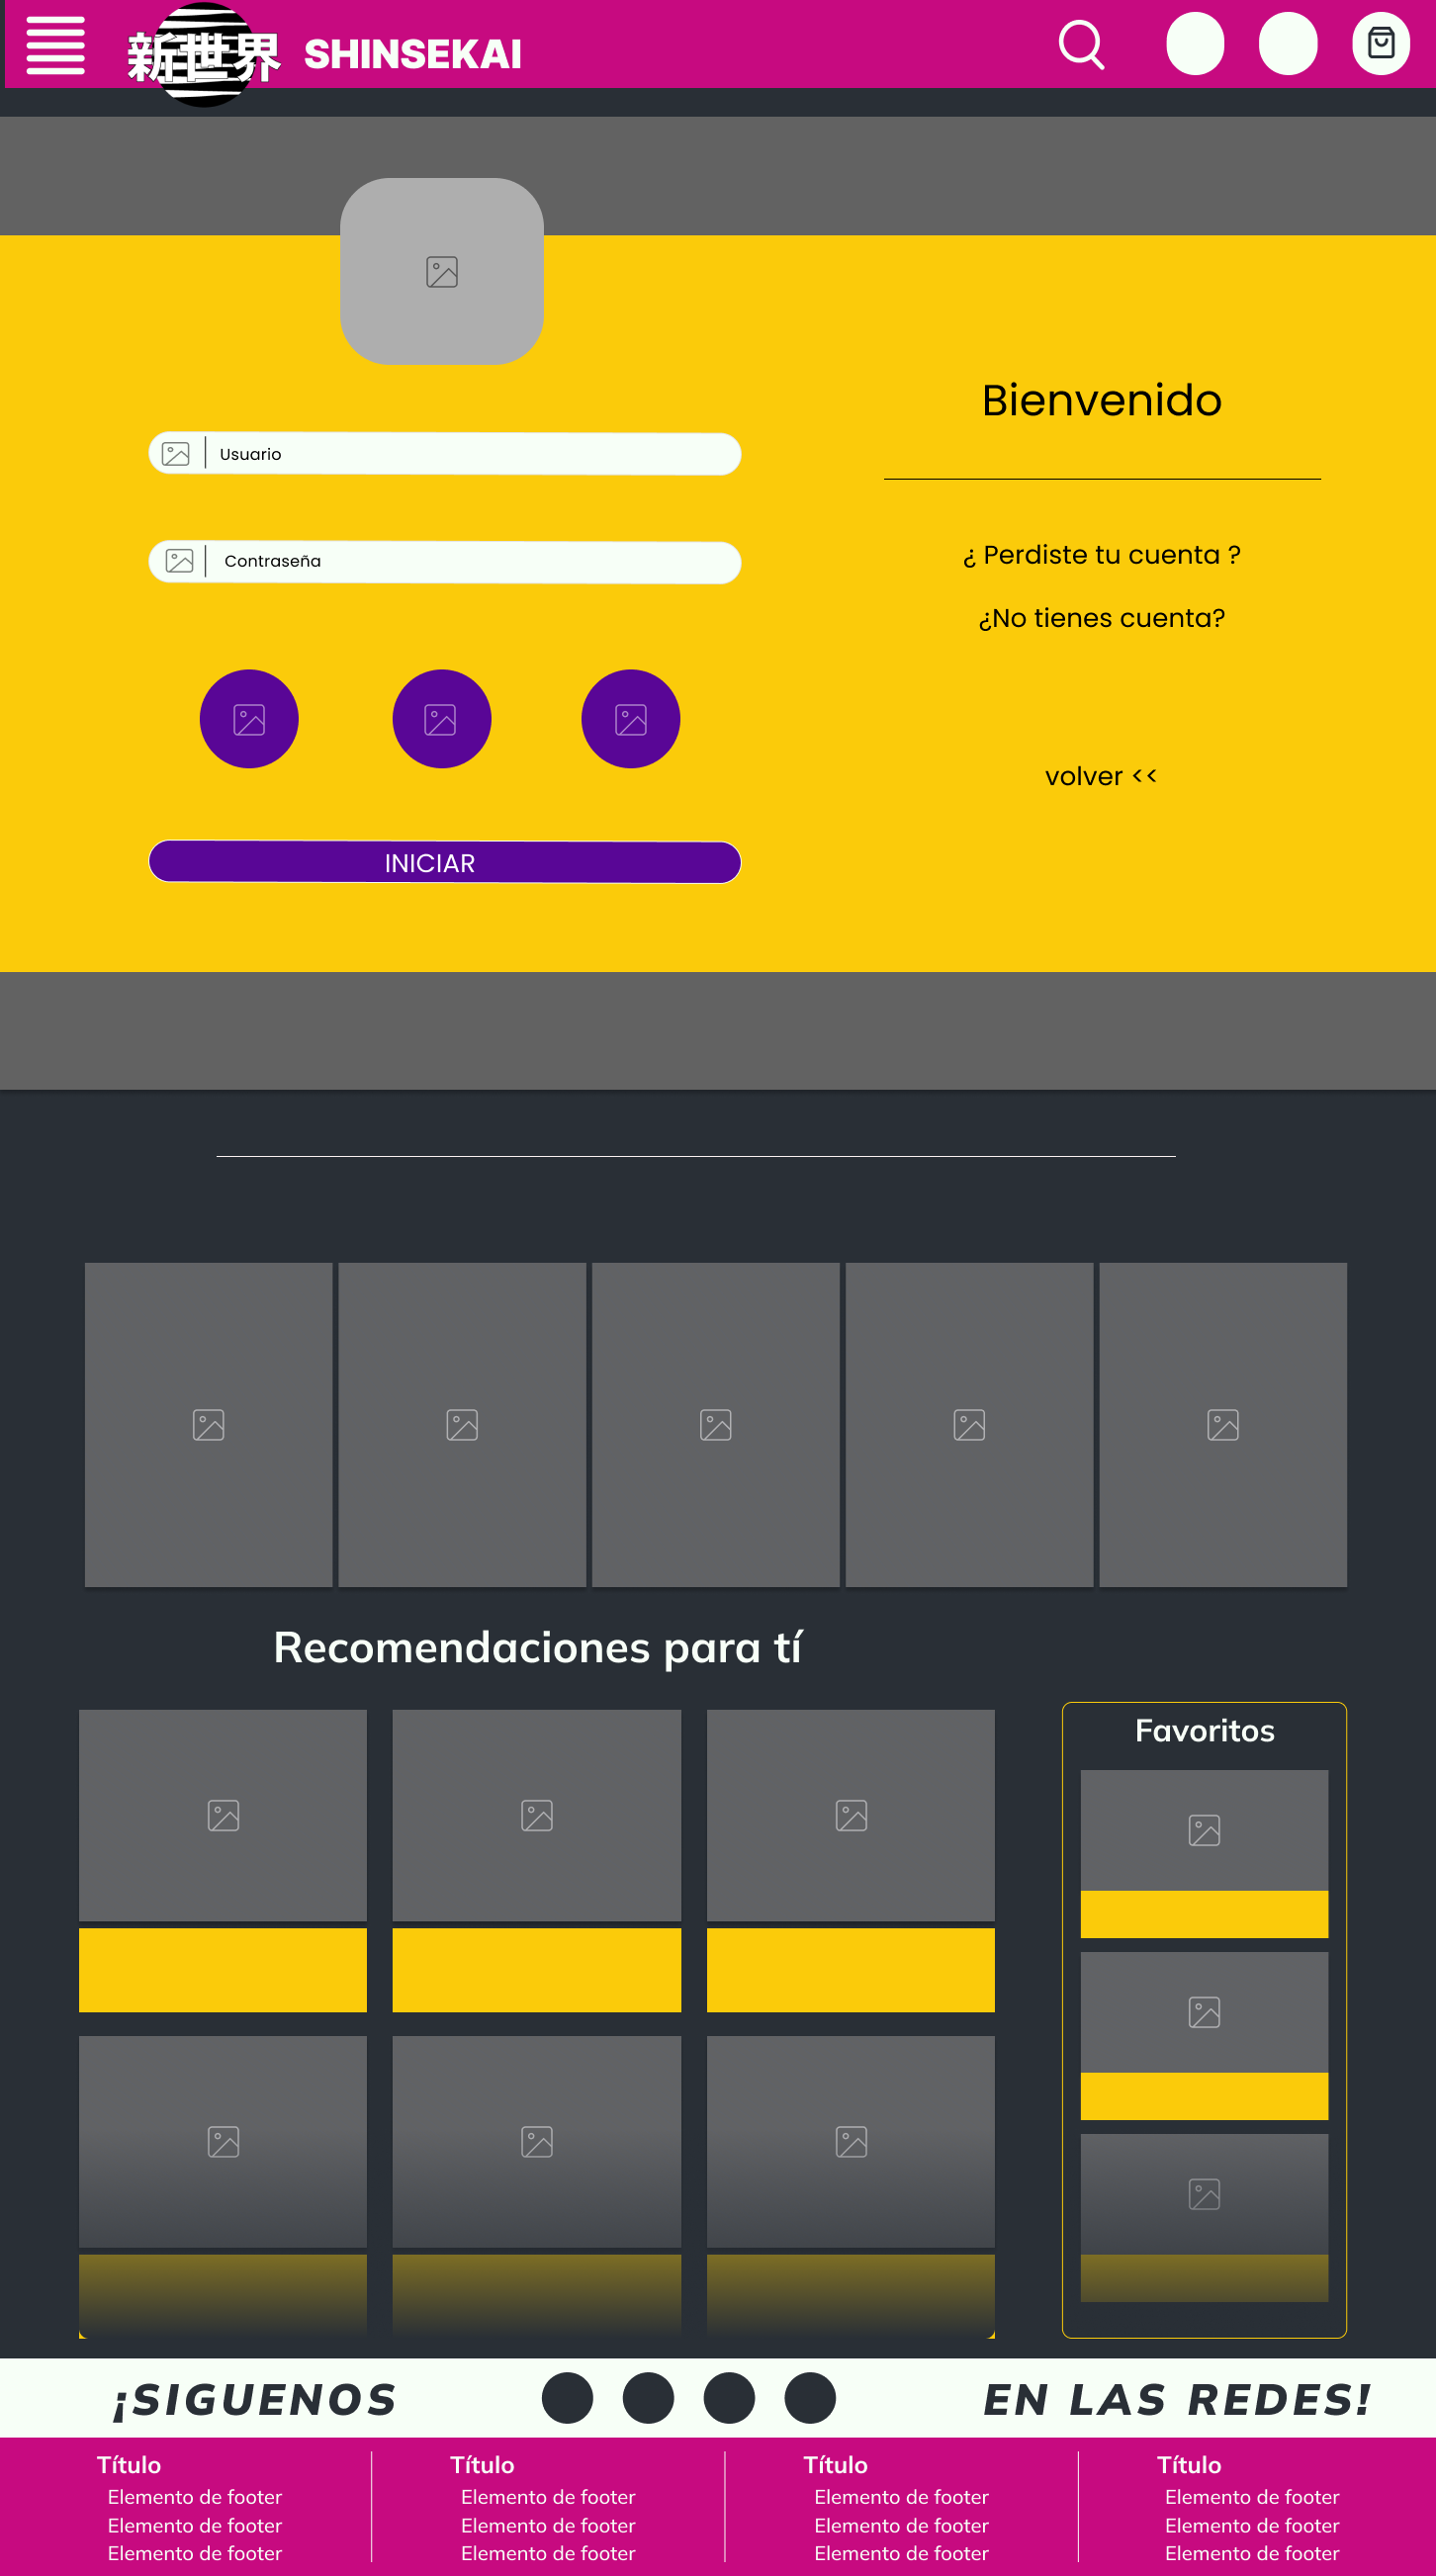 新世界 SHINSEKAI
Usuario
Contraseña
INICIAR
Bienvenido
¿ Perdiste tu cuenta ?
¿No tienes cuenta?
volver <<
Recomendaciones para tí
Favoritos
¡SIGUENOS EN LAS REDES!
Título
Elemento de footer
Elemento de footer
Elemento de footer
Título
Elemento de footer
Elemento de footer
Elemento de footer
Título
Elemento de footer
Elemento de footer
Elemento de footer
Título
Elemento de footer
Elemento de footer
Elemento de footer